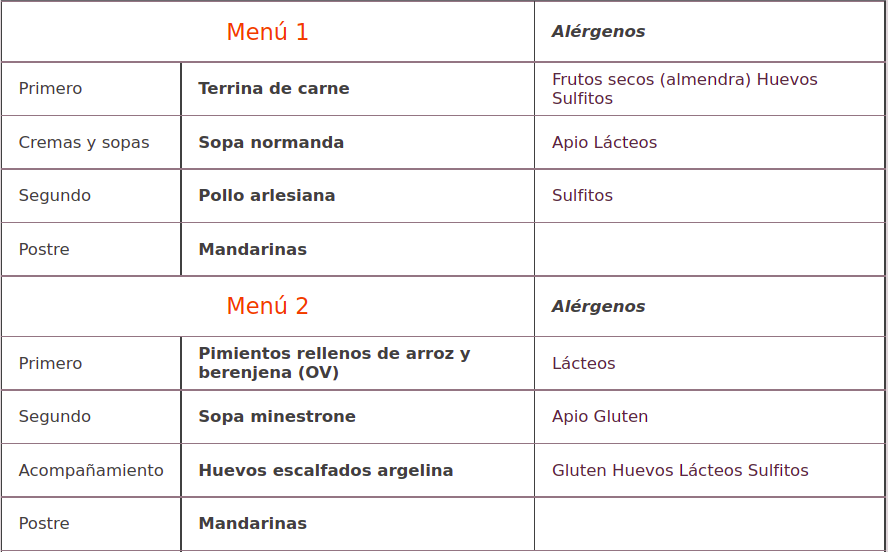 Menú 1
Alérgenos
Primero
Terrina de carne
Frutos secos (almendra) Huevos
Sulfitos
Cremas y sopas
Sopa normanda
Apio Lácteos
Segundo
Pollo arlesiana
Sulfitos
Postre
Mandarinas
Menú 2
Alérgenos
Primero
Pimientos rellenos de arroz y
berenjena (OV)
Lácteos
Segundo
Sopa minestrone
Apio Gluten
Acompañamiento
Huevos escalfados argelina
Gluten Huevos Lácteos Sulfitos
Postre
Mandarinas